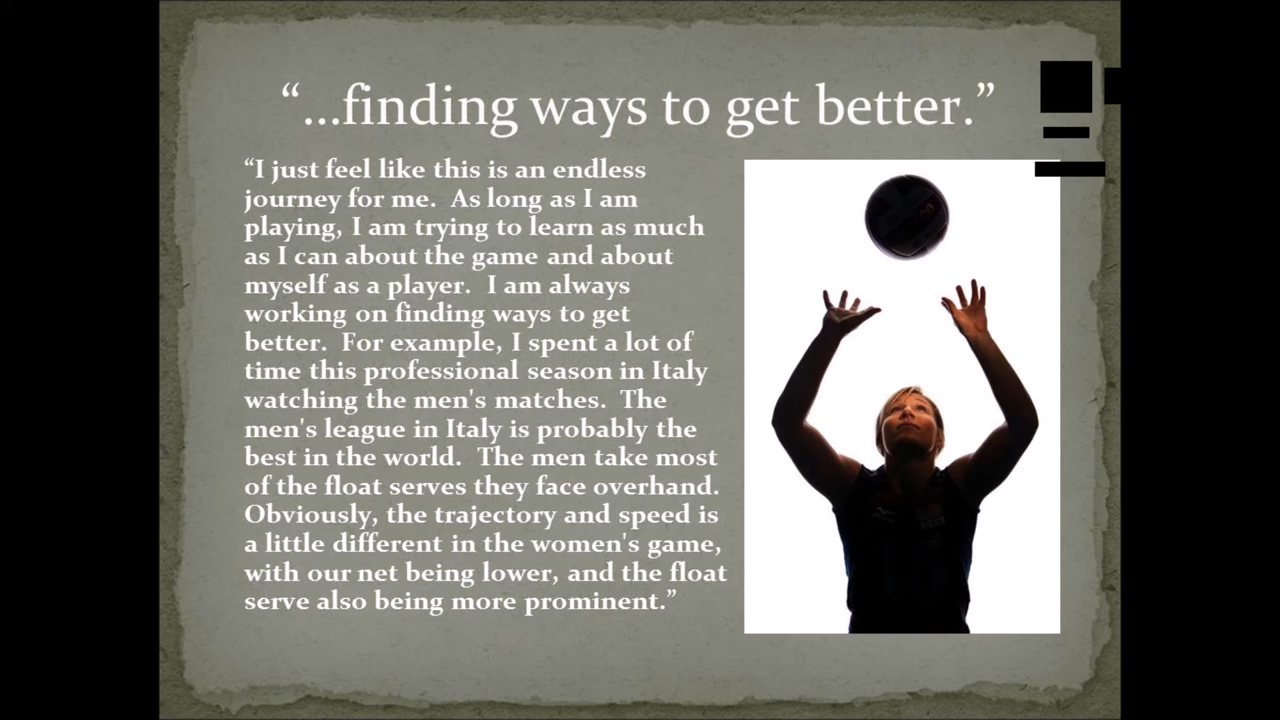 “…finding ways to get better.”
“I just feel like this is an endless
journey for me.  As long as I am
playing, I am trying to learn as much
as I can about the game and about
myself as a player.  I am always
working on finding ways to get
better.  For example, I spent a lot of
time this professional season in Italy
watching the men's matches.  The
men's league in Italy is probably the
best in the world.  The men take most
of the float serves they face overhand.
Obviously, the trajectory and speed is
a little different in the women's game,
with our net being lower, and the float
serve also being more prominent.”